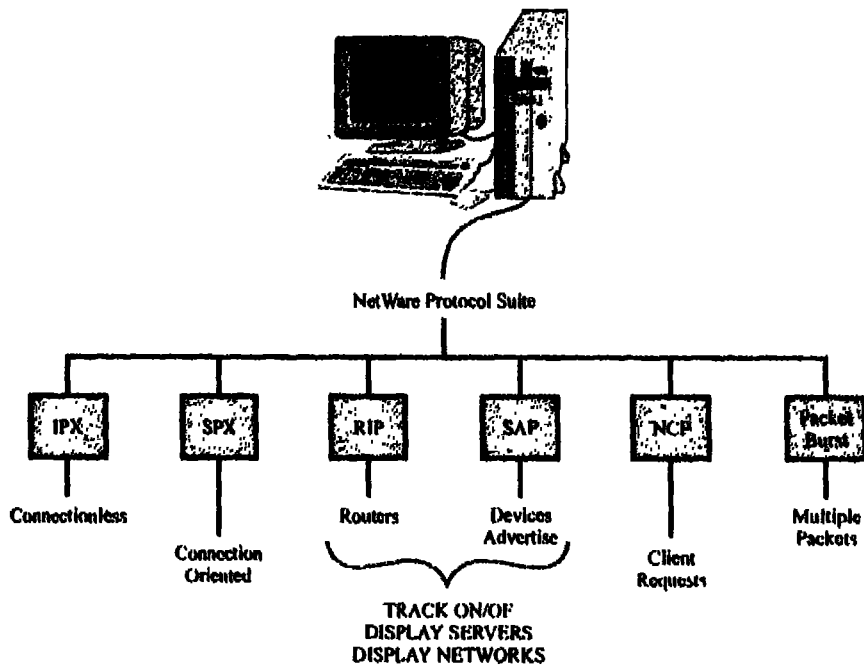 NetWare Protocol Suite
IPX
SPX
RIP
SAP
NCP
Packet
Burst
Connectionless
Connection
Oriented
Routers
Devices
Advertise
Client
Requests
Multiple
Packets
TRACK ON/OF
DISPLAY SERVERS
DISPLAY NETWORKS